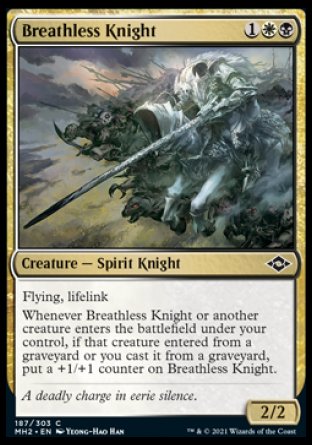 Breathless Knight 1
Creature — Spirit Knight
Flying, lifelink
Whenever Breathless Knight or another
creature enters the battlefield under your
control, if that creature entered from a
graveyard or you cast it from a graveyard,
put a +1/+1 counter on Breathless Knight.
A deadly charge in eerie silence.
2/2
187/303 C
MH2 • EN Yeong-Hao Han
™ & © 2021 Wizards of the Coast